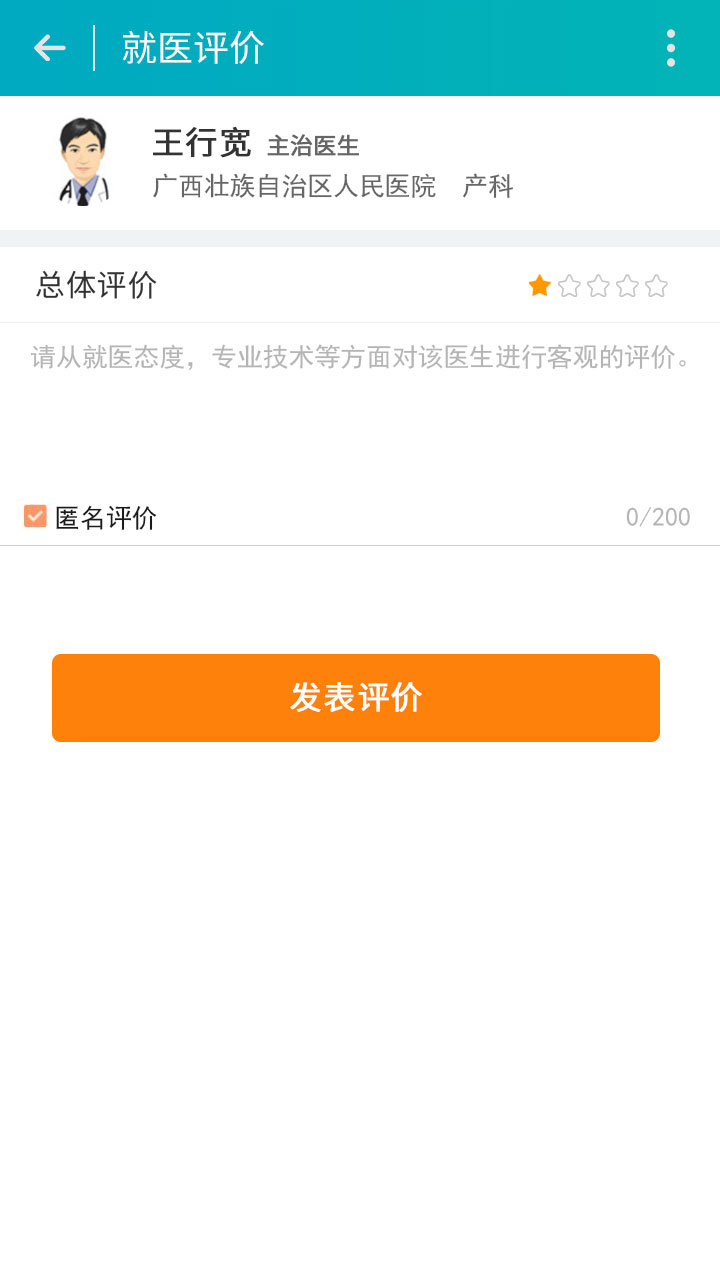 就医评价
王行宽 主治医生
广西壮族自治区人民医院 产科
总体评价
请从就医态度，专业技术等方面对该医生进行客观的评价。
匿名评价 0/200
发表评价